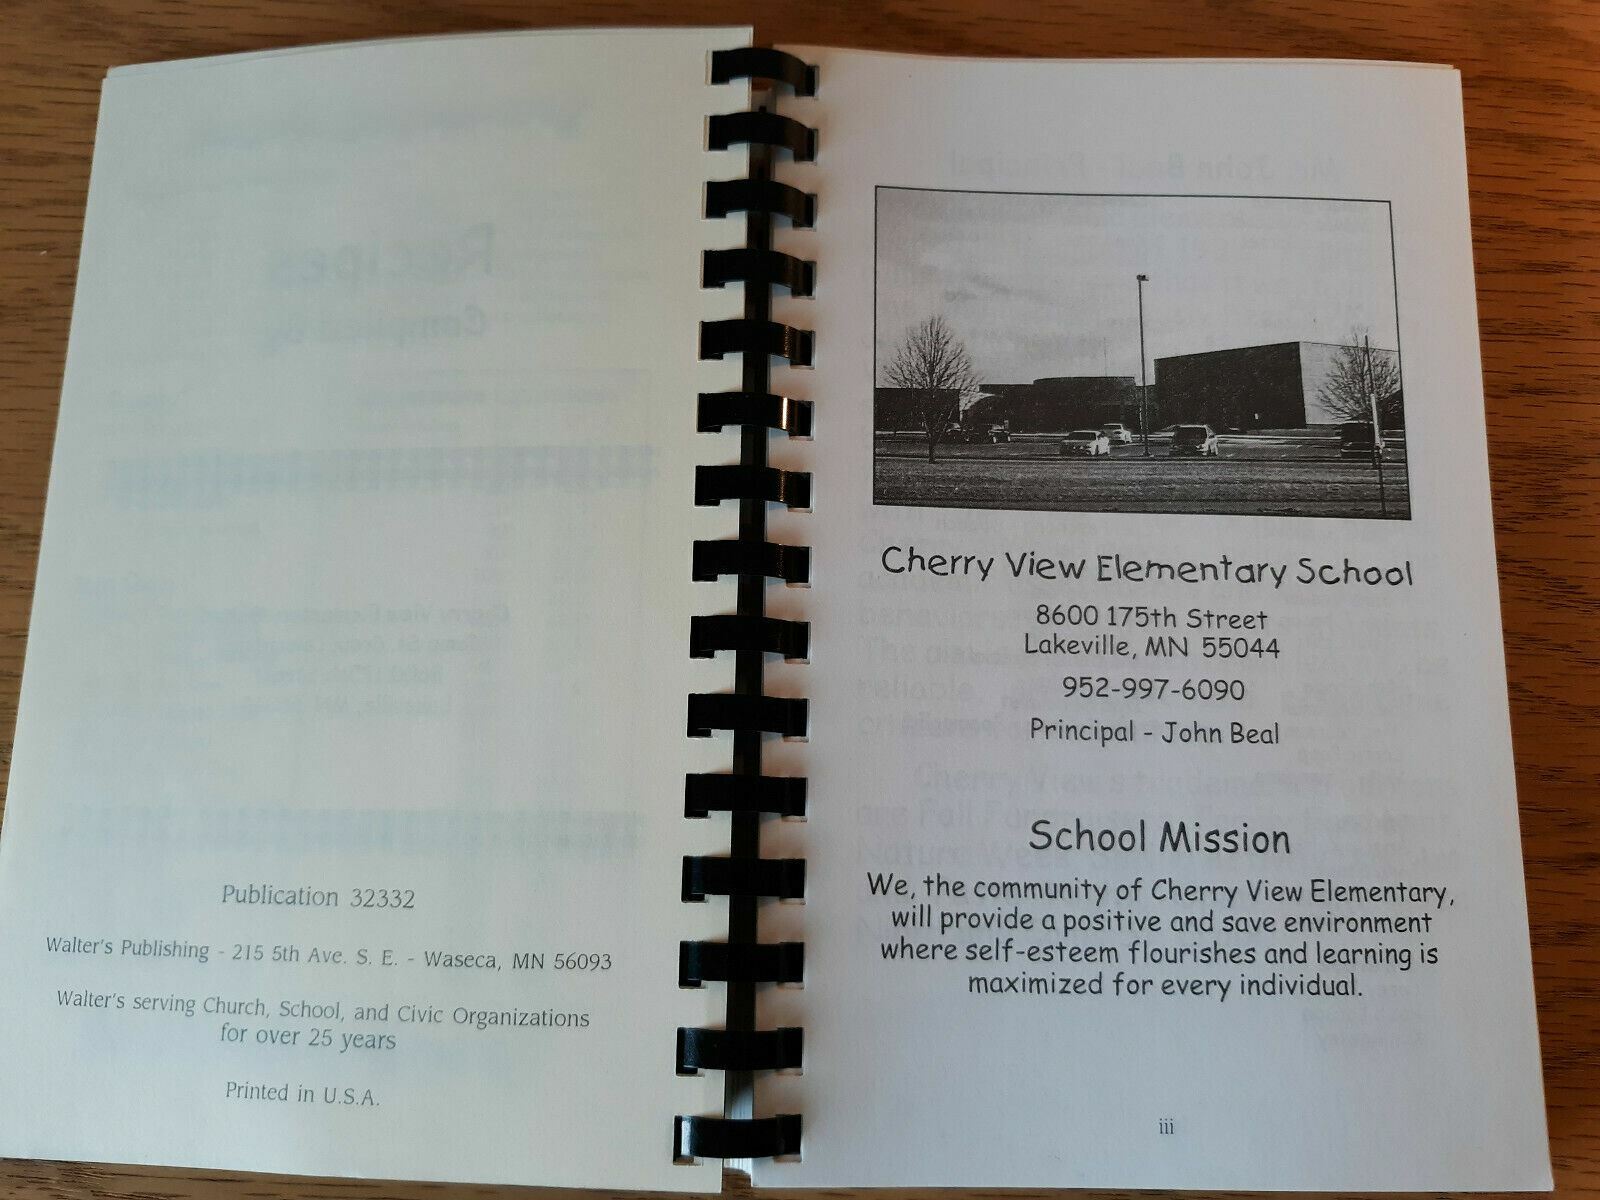 Recipes
Compiled by
Publication 32332
Walter's Publishing - 215 5th Ave. S. E. - Waseca, MN 56093
Walter's serving Church, School, and Civic Organizations
for over 25 years
Printed in U.S.A.
Cherry View Elementary School
8600 175th Street
Lakeville, MN 55044
952-997-6090
Principal - John Beal
School Mission
We, the community of Cherry View Elementary,
will provide a positive and save environment
where self-esteem flourishes and learning is
maximized for every individual.
iii